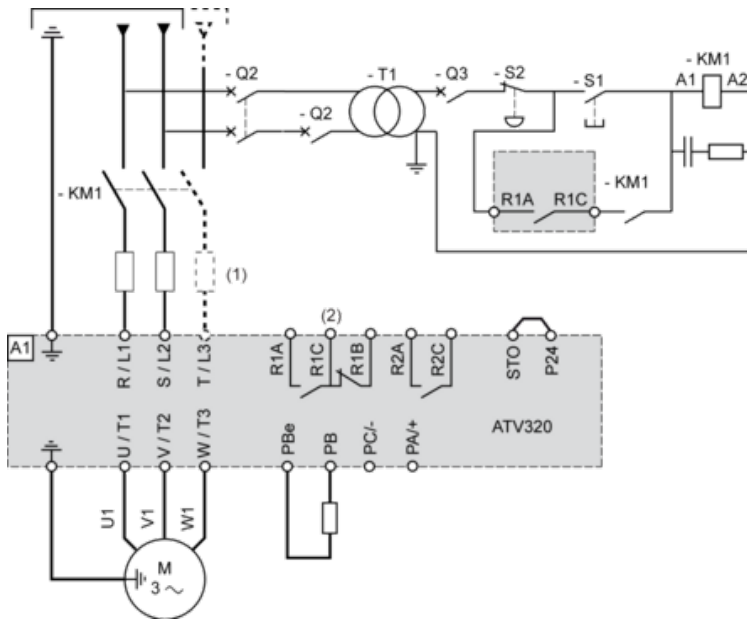 - Q2
- T1
- Q3
- S2
- S1
- KM1
A1
A2
- Q2
R1A
R1C
- KM1
- KM1
(1)
(2)
A1
R / L1
S / L2
T / L3
R1A
R1C
R1B
R2A
R2C
STO
P24
ATV320
U / T1
V / T2
W / T3
PBe
PB
PC/-
PA/+
U1
V1
W1
M
3 ~